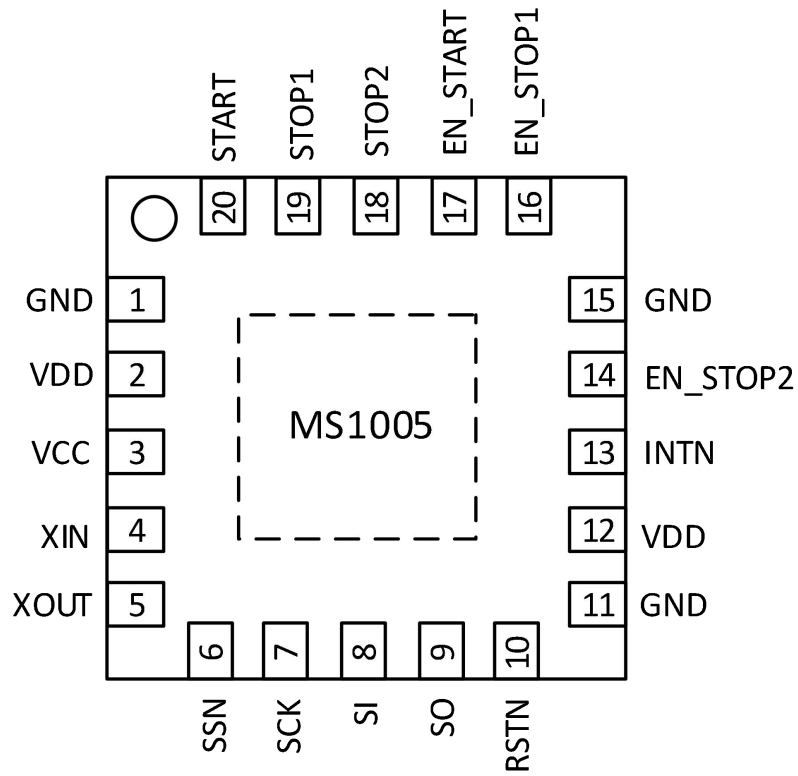 START
STOP1
STOP2
EN_START
EN_STOP1
20
19
18
17
16
GND 1
15 GND
VDD 2
14 EN_STOP2
MS1005
VCC 3
13 INTN
XIN 4
12 VDD
XOUT 5
11 GND
6
7
8
9
10
SSN
SCK
SI
SO
RSTN